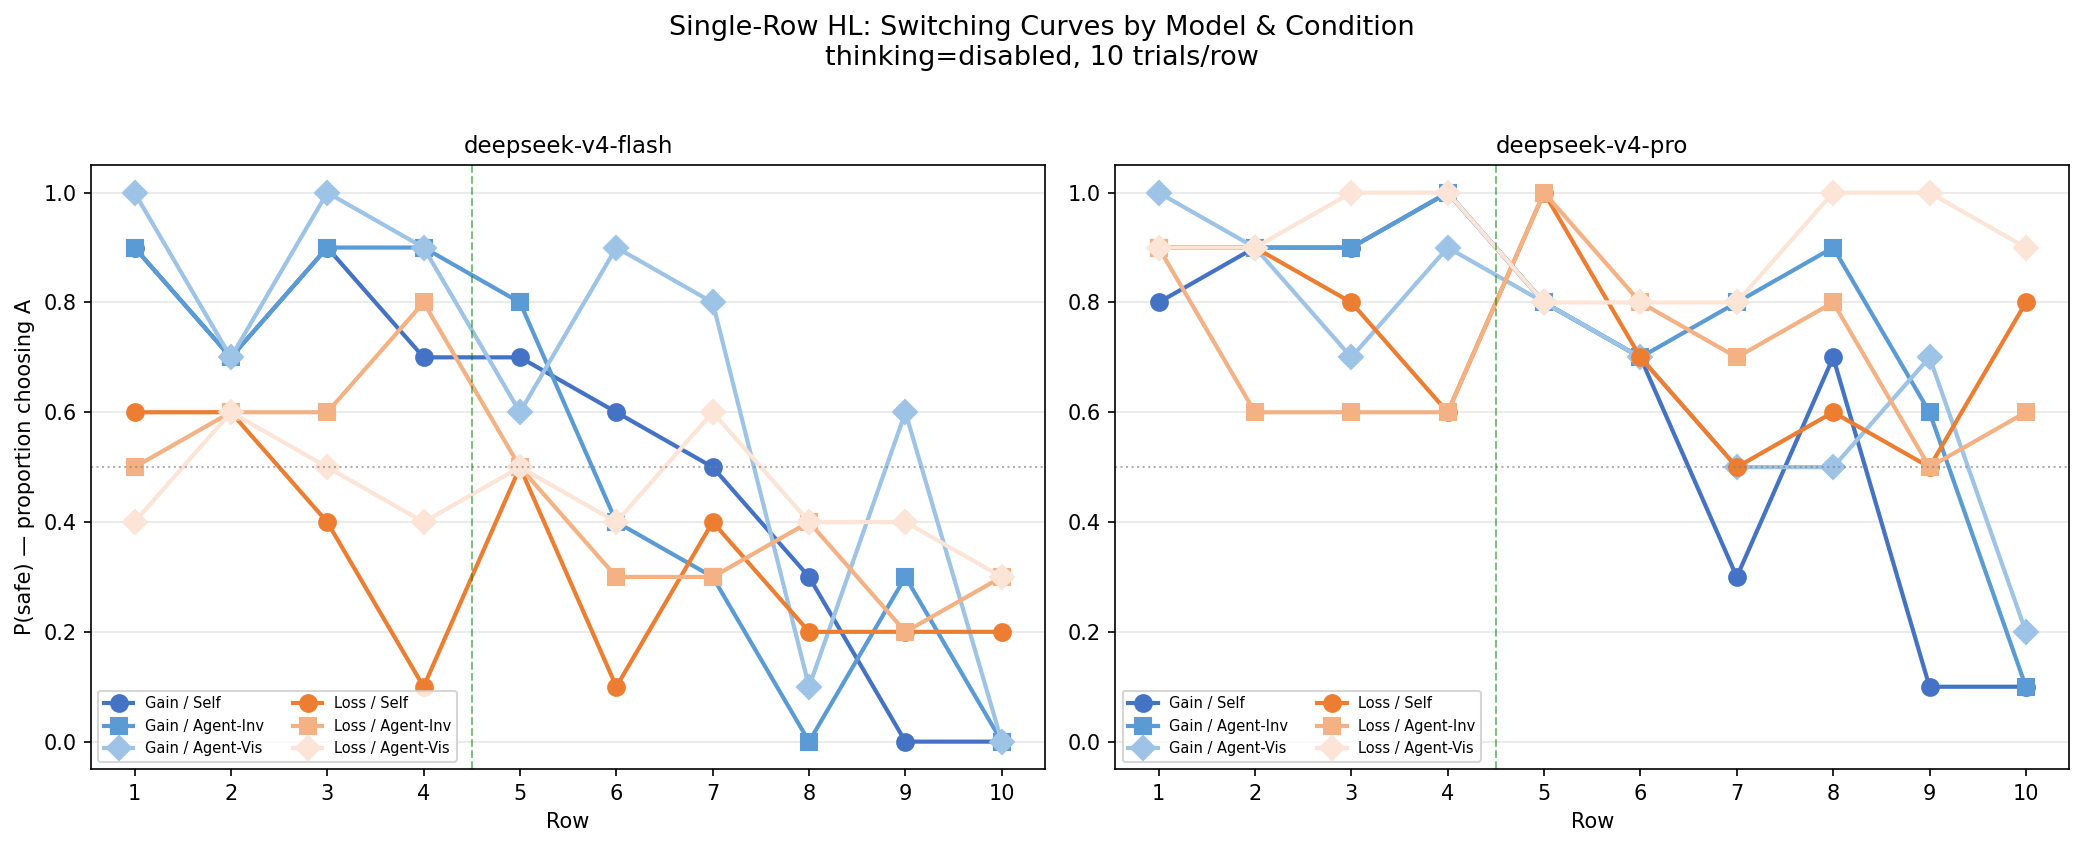 Single-Row HL: Switching Curves by Model & Condition
thinking=disabled, 10 trials/row
deepseek-v4-flash
P(safe) — proportion choosing A
1.0
0.8
0.6
0.4
0.2
0.0
Gain / Self
Gain / Agent-Inv
Gain / Agent-Vis
Loss / Self
Loss / Agent-Inv
Loss / Agent-Vis
1 2 3 4 5 6 7 8 9 10
Row
deepseek-v4-pro
1.0
0.8
0.6
0.4
0.2
0.0
Gain / Self
Gain / Agent-Inv
Gain / Agent-Vis
Loss / Self
Loss / Agent-Inv
Loss / Agent-Vis
1 2 3 4 5 6 7 8 9 10
Row